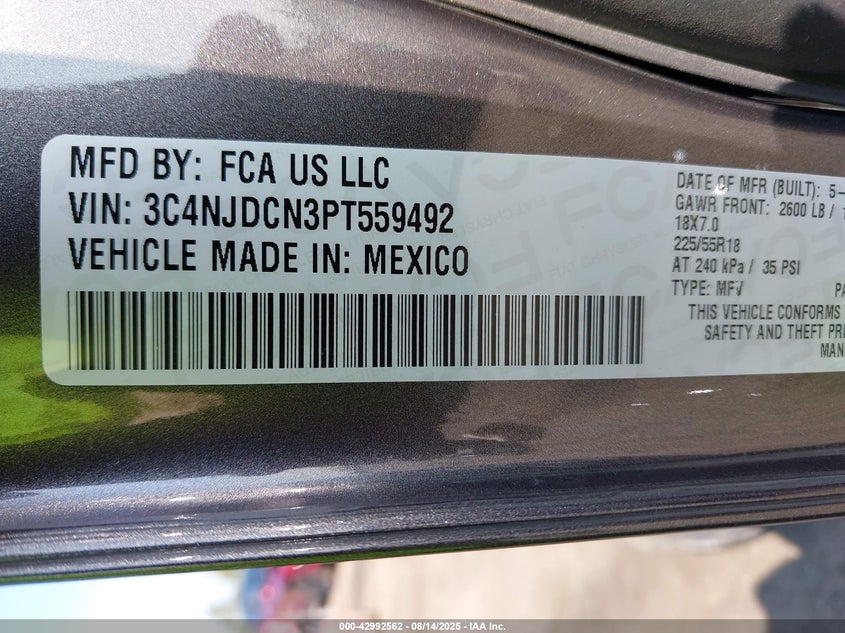 MFD BY: FCA US LLC
VIN: 3C4NJDCN3PT559492
VEHICLE MADE IN: MEXICO
DATE OF MFR (BUILT): 5-
GAWR FRONT: 2600 LB /
18X7.0
225/55R18
AT 240 kPa / 35 PSI
TYPE: MPV
THIS VEHICLE CONFORMS
SAFETY AND THEFT
000-42992562 - 08/14/2025 - IAA Inc.